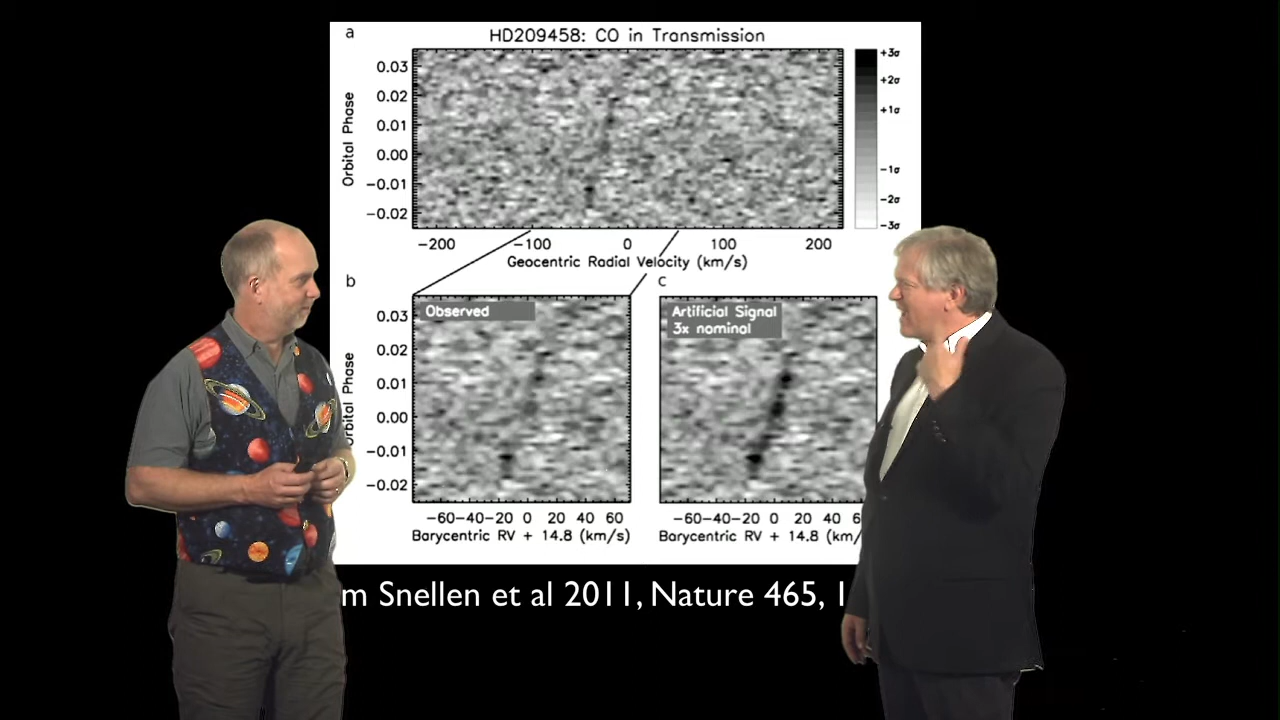 a
HD209458: CO in Transmission
Orbital Phase
0.03
0.02
0.01
0.00
−0.01
−0.02
+3σ
+2σ
+1σ
−1σ
−2σ
−3σ
−200 −100 0 100 200
Geocentric Radial Velocity (km/s)
b
Observed
Orbital Phase
0.03
0.02
0.01
0.00
−0.01
−0.02
−60−40−20 0 20 40 60
Barycentric RV + 14.8 (km/s)
c
Artificial Signal
3x nominal
−60−40−20 0 20 40 6
Barycentric RV + 14.8 (km/
m Snellen et al 2011, Nature 465, 1